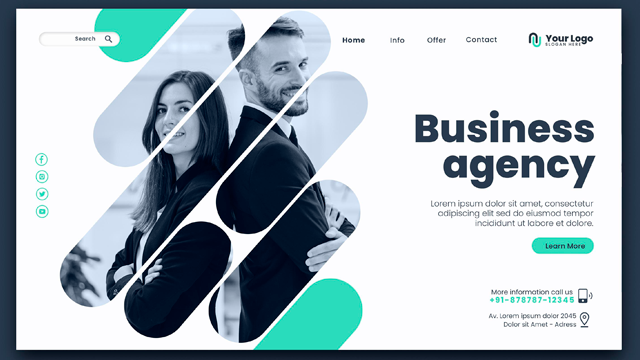 Search
Home
Info
Offer
Contact
Your Logo
SLOGAN HERE
Business
agency
Lorem ipsum dolor sit amet, consectetur
adipiscing elit sed do eiusmod tempor
incididunt ut labore et dolore.
Learn More
More information call us
+91-878787-12345
Av. Lorem ipsum dolor 2045
Dolor sit Amet - Adress